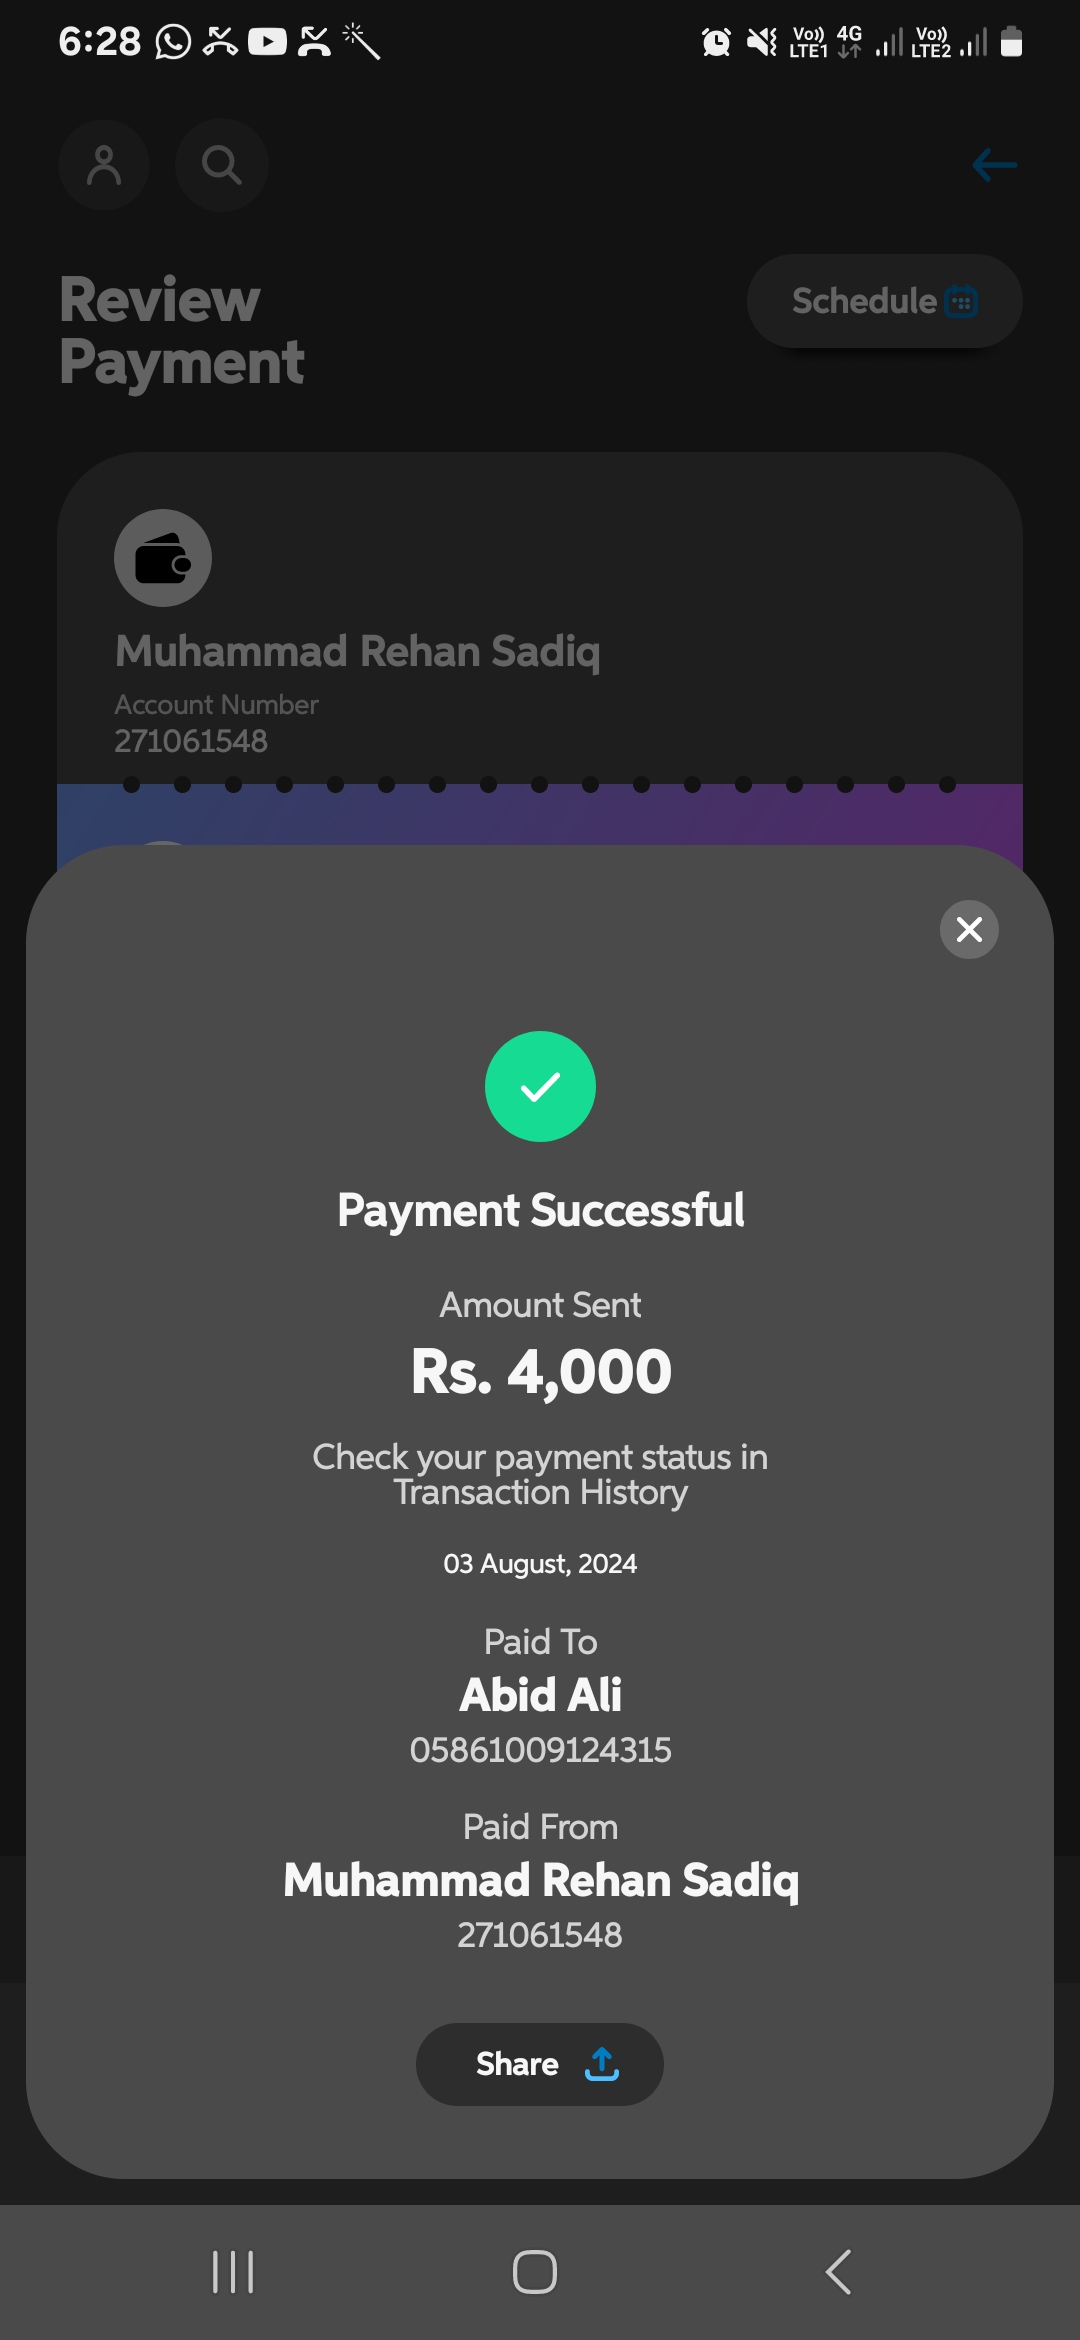 6:28
Vo)) LTE1 4G Vo)) LTE2
Review
Payment
Schedule
Muhammad Rehan Sadiq
Account Number
271061548
Payment Successful
Amount Sent
Rs. 4,000
Check your payment status in
Transaction History
03 August, 2024
Paid To
Abid Ali
05861009124315
Paid From
Muhammad Rehan Sadiq
271061548
Share